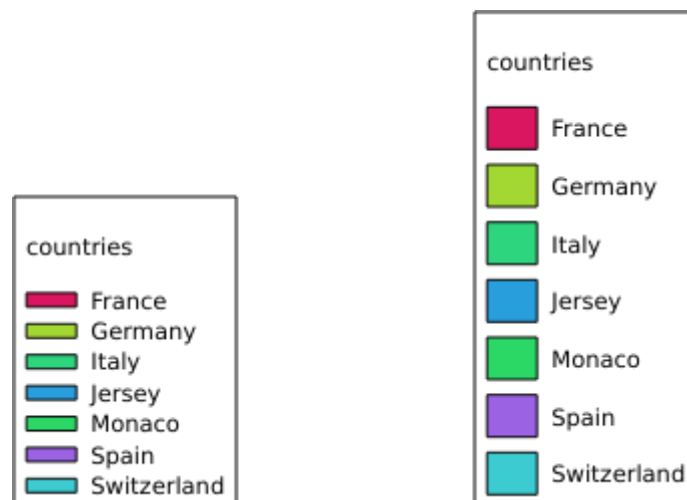 countries
France
Germany
Italy
Jersey
Monaco
Spain
Switzerland
countries
France
Germany
Italy
Jersey
Monaco
Spain
Switzerland